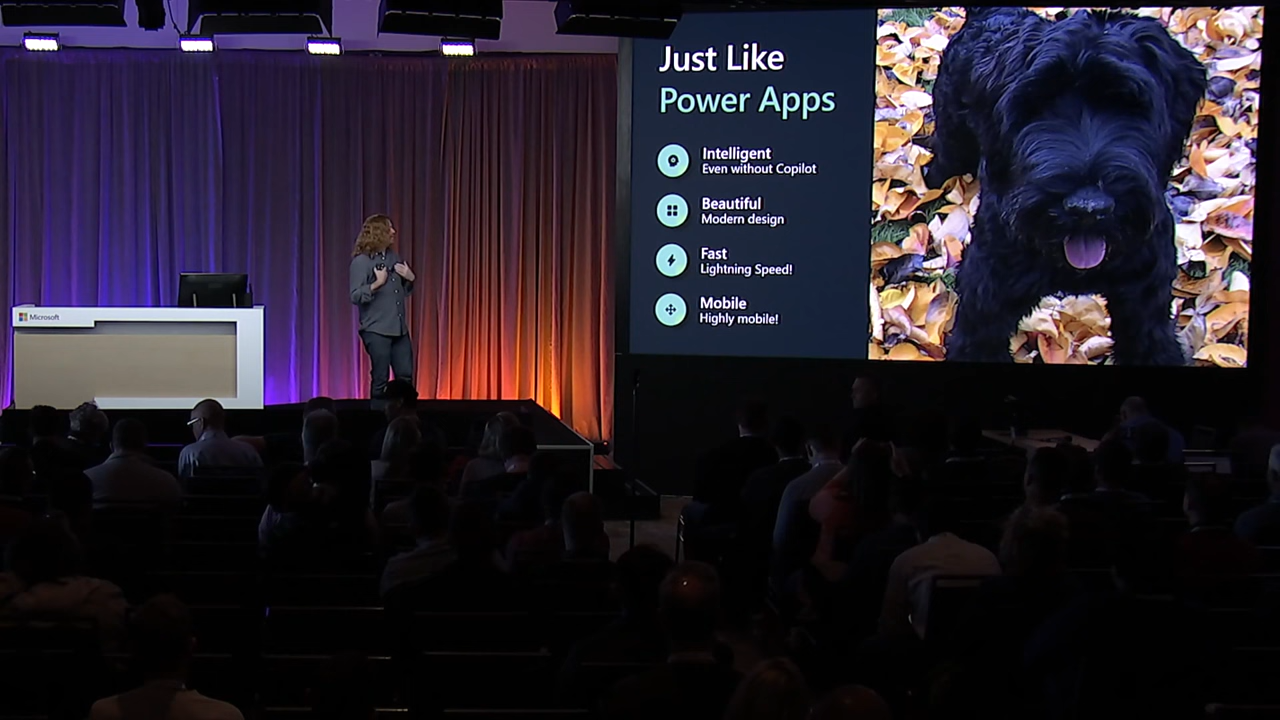 Microsoft
Just Like
Power Apps
Intelligent
Even without Copilot
Beautiful
Modern design
Fast
Lightning Speed!
Mobile
Highly mobile!